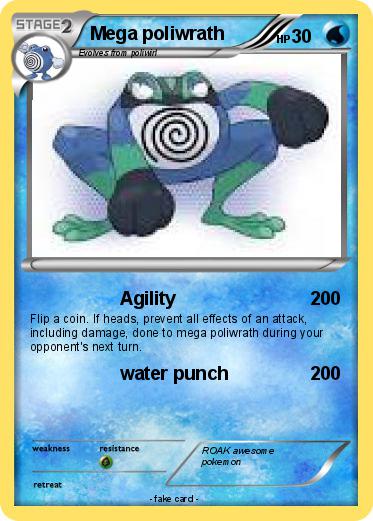 STAGE2
Mega poliwrath
HP30
Evolves from poliwirl
Agility 200
Flip a coin. If heads, prevent all effects of an attack,
including damage, done to mega poliwrath during your
opponent's next turn.
water punch 200
weakness resistance
ROAK awesome
pokemon
retreat
- fake card -